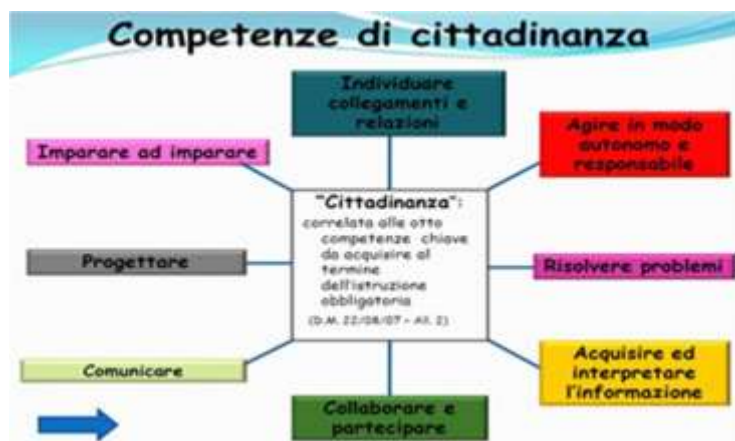 Competenze di cittadinanza
Individuare
collegamenti e
relazioni
Agire in modo
autonomo e
responsabile
Imparare ad imparare
"Cittadinanza":
correlata alle otto
competenze chiave
da acquisire al
termine
dell'istruzione
obbligatoria
(D.M. 22/08/07 - All. 2)
Progettare
Risolvere problemi
Comunicare
Acquisire ed
interpretare
l'informazione
Collaborare e
partecipare